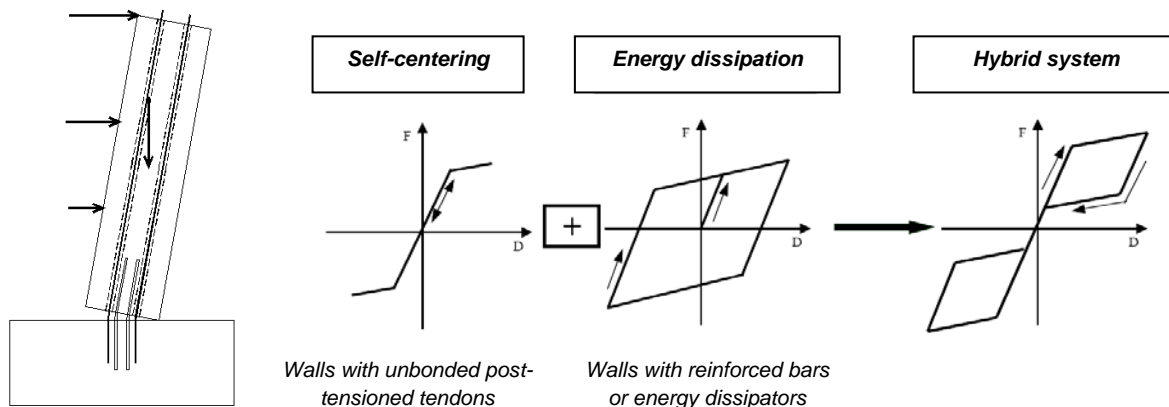 Self-centering
Energy dissipation
Hybrid system
F
D
+
F
D
F
D
Walls with unbonded post-
tensioned tendons
Walls with reinforced bars
or energy dissipators